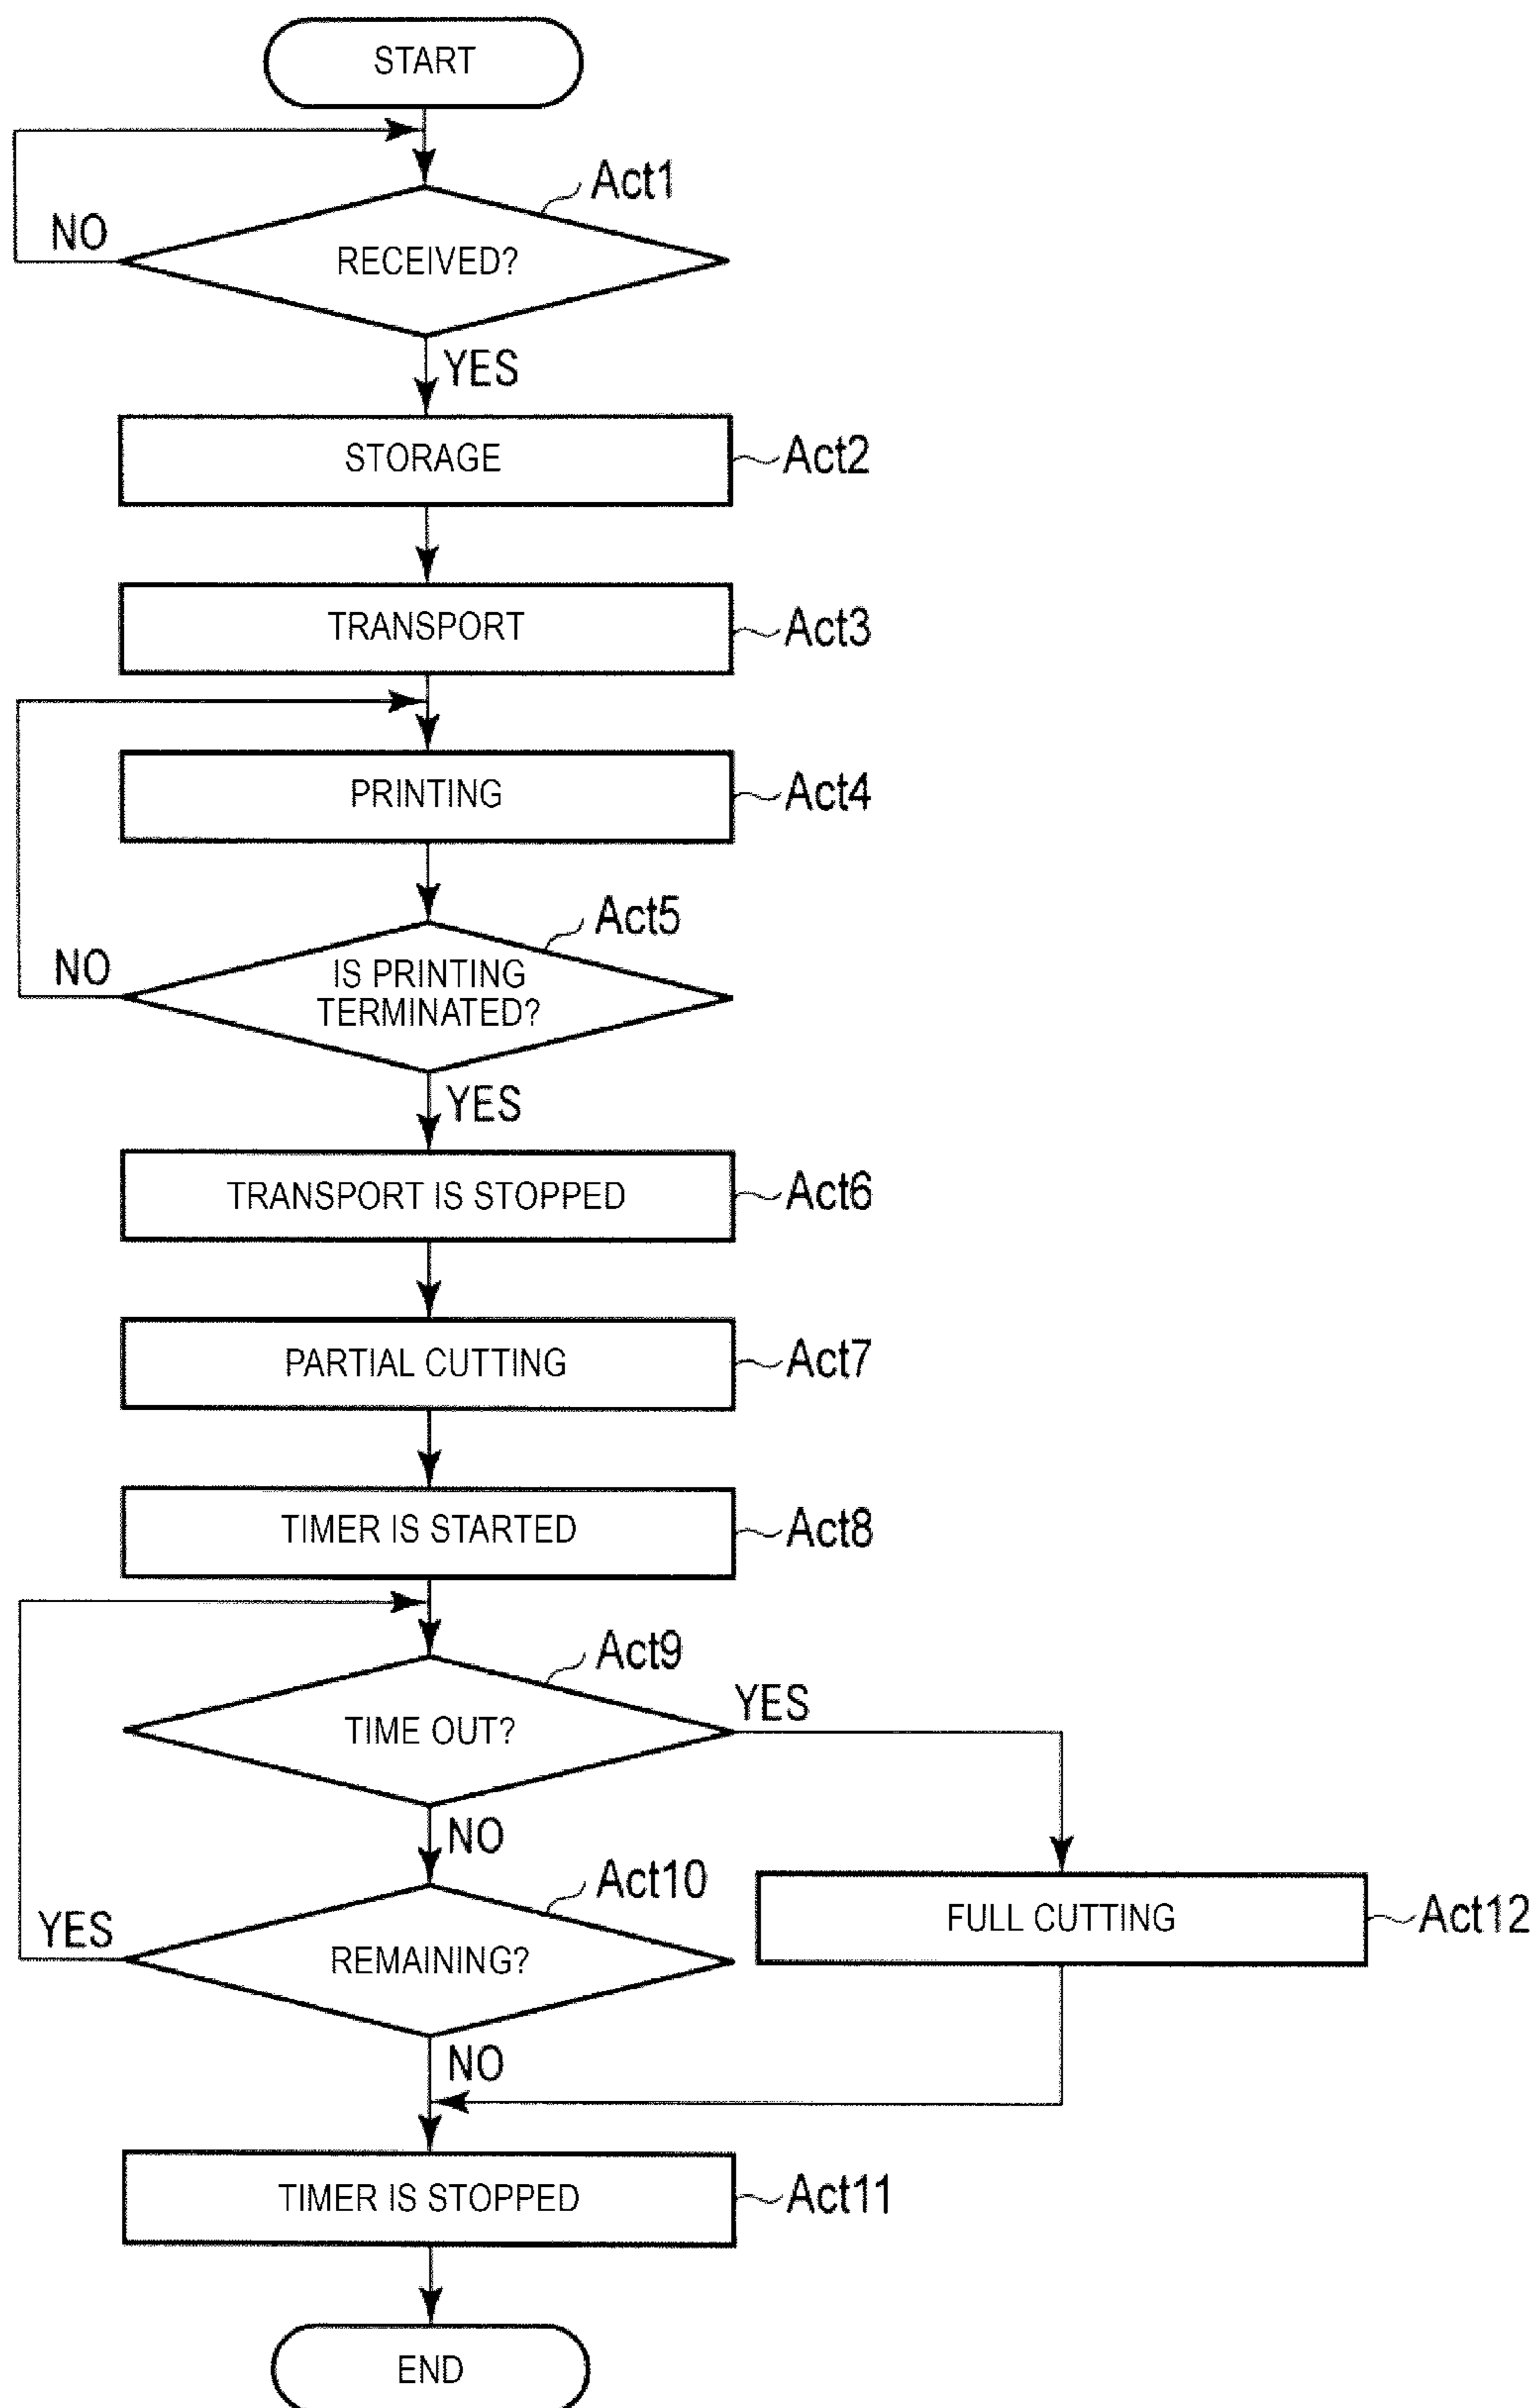 START
Act1
NO
RECEIVED?
YES
STORAGE
Act2
TRANSPORT
Act3
PRINTING
Act4
Act5
NO
IS PRINTING
TERMINATED?
YES
TRANSPORT IS STOPPED
Act6
PARTIAL CUTTING
Act7
TIMER IS STARTED
Act8
Act9
YES
TIME OUT?
NO
Act10
YES
REMAINING?
FULL CUTTING
Act12
NO
TIMER IS STOPPED
Act11
END